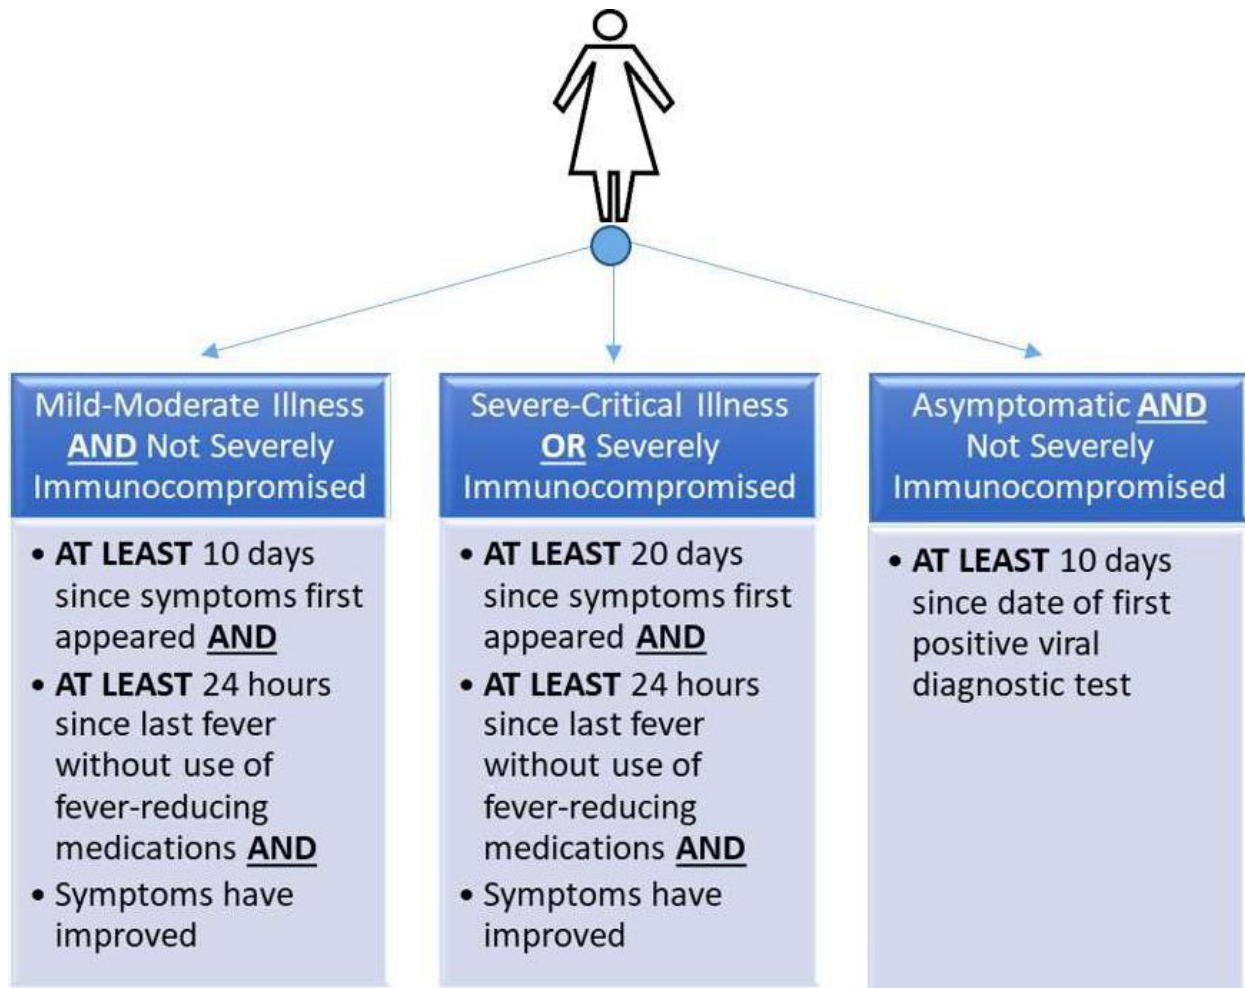 Mild-Moderate Illness
AND Not Severely
Immunocompromised
• AT LEAST 10 days
since symptoms first
appeared AND
• AT LEAST 24 hours
since last fever
without use of
fever-reducing
medications AND
• Symptoms have
improved
Severe-Critical Illness
OR Severely
Immunocompromised
• AT LEAST 20 days
since symptoms first
appeared AND
• AT LEAST 24 hours
since last fever
without use of
fever-reducing
medications AND
• Symptoms have
improved
Asymptomatic AND
Not Severely
Immunocompromised
• AT LEAST 10 days
since date of first
positive viral
diagnostic test